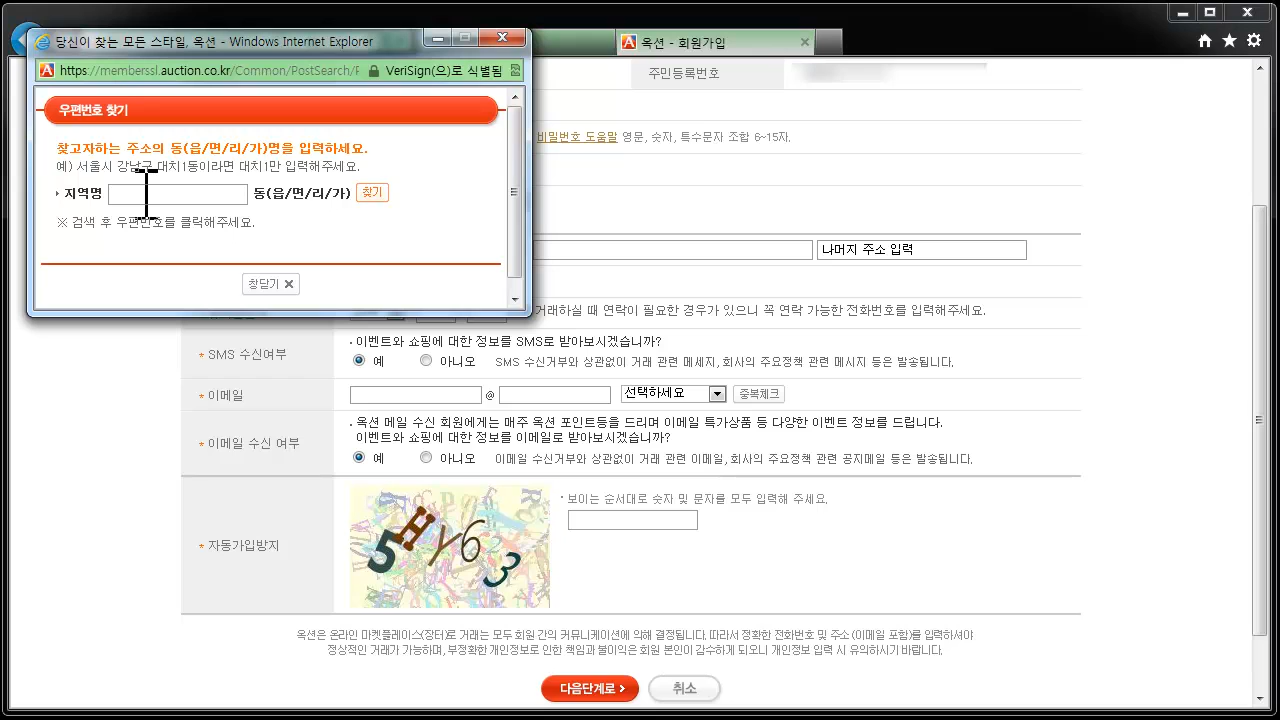 당신이 찾는 모든 스타일, 옥션 - Windows Internet Explorer
https://memberssl.auction.co.kr/Common/PostSearch/F
VeriSign(으)로 식별됨
옥션 - 회원가입
우편번호 찾기
찾고자하는 주소의 동(읍/면/리/가)명을 입력하세요.
예) 서울시 강남구 대치1동이라면 대치1만 입력해주세요.
지역명
동(읍/면/리/가)
찾기
※ 검색 후 우편번호를 클릭해주세요.
창닫기
주민등록번호
비밀번호 도움말 영문, 숫자, 특수문자 조합 6~15자.
나머지 주소 입력
거래하실 때 연락이 필요한 경우가 있으니 꼭 연락 가능한 전화번호를 입력해주세요.
* SMS 수신여부
· 이벤트와 쇼핑에 대한 정보를 SMS로 받아보시겠습니까?
예 아니오 SMS 수신거부와 상관없이 거래 관련 메세지, 회사의 주요정책 관련 메시지 등은 발송됩니다.
* 이메일
@
선택하세요
중복체크
* 이메일 수신 여부
· 옥션 메일 수신 회원에게는 매주 옥션 포인트등을 드리며 이메일 특가상품 등 다양한 이벤트 정보를 드립니다.
이벤트와 쇼핑에 대한 정보를 이메일로 받아보시겠습니까?
예 아니오 이메일 수신거부와 상관없이 거래 관련 이메일, 회사의 주요정책 관련 공지메일 등은 발송됩니다.
* 자동가입방지
5HY63
· 보이는 순서대로 숫자 및 문자를 모두 입력해 주세요.
옥션은 온라인 마켓플레이스(장터)로 거래는 모두 회원 간의 커뮤니케이션에 의해 결정됩니다. 따라서 정확한 전화번호 및 주소 (이메일 포함)를 입력하셔야
정상적인 거래가 가능하며, 부정확한 개인정보로 인한 책임과 불이익은 회원 본인이 감수하게 되오니 개인정보 입력 시 유의하시기 바랍니다.
다음단계로
취소